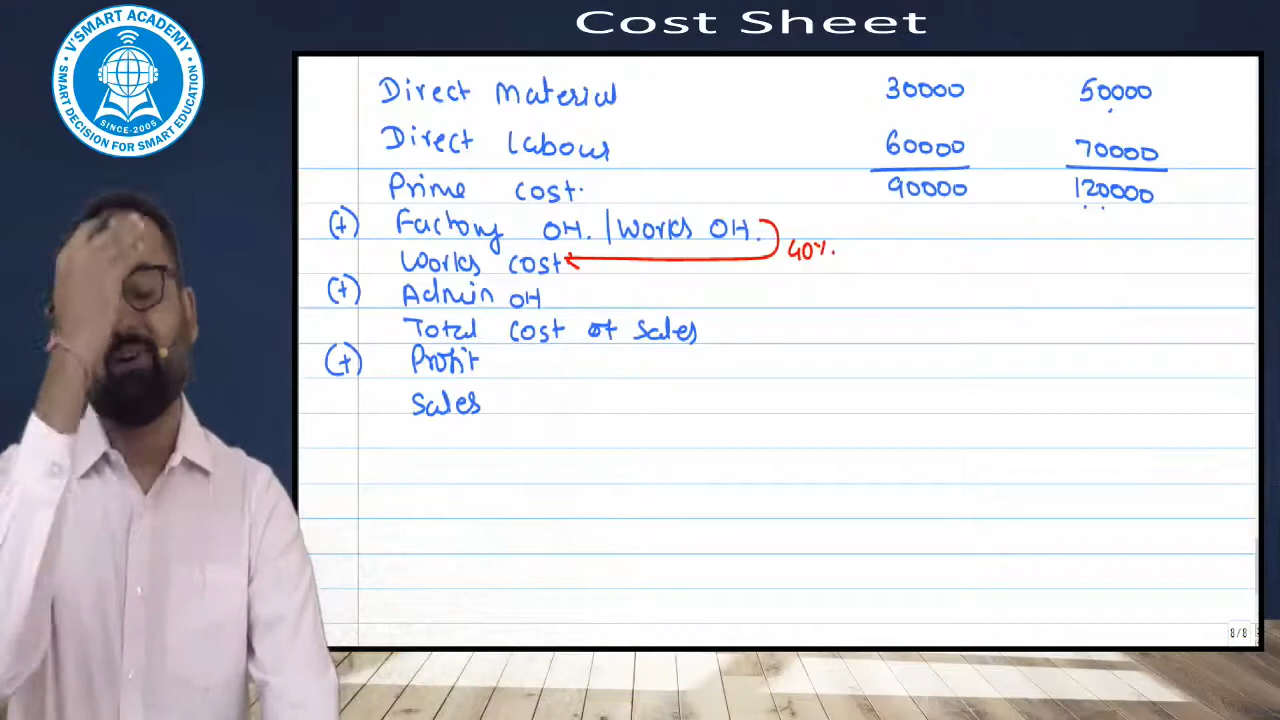 Cost Sheet
V'SMART ACADEMY
SINCE-2005
SMART DECISION FOR SMART EDUCATION
Direct Material 30000 50000
Direct Labour 60000 70000
Prime cost. 90000 120000
(+) Factory OH. / Works OH.
40%.
Works cost
(+) Admin OH
Total cost of sales
(+) Profit
Sales
8/8